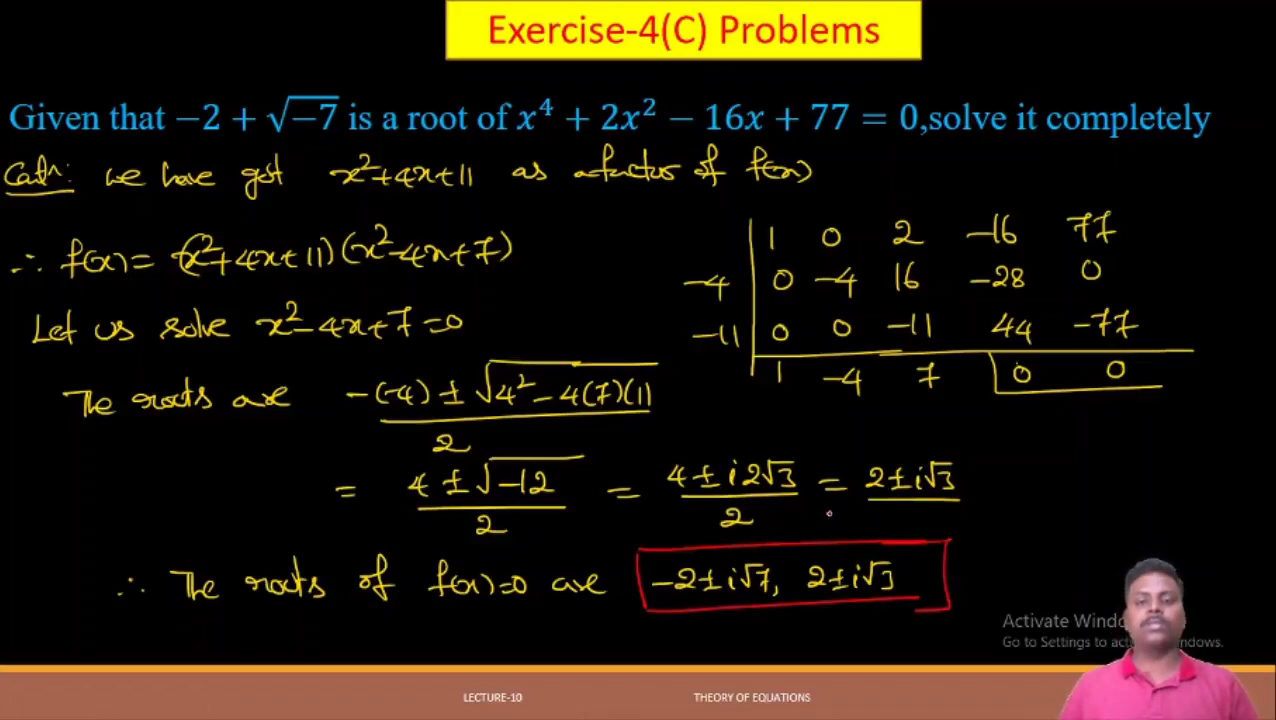 Exercise-4(C) Problems
Given that −2 + √−7 is a root of x⁴ + 2x² − 16x + 77 = 0,solve it completely
we have got x²+4x+11 as a factor of f(x)
∴ f(x) = (x²+4x+11)(x²-4x+7)
Let us solve x²-4x+7=0
The roots are -(-4) ± √4²-4(7)(1) / 2
= 4 ± √-12 / 2 = 4 ± i2√3 / 2 = 2±i√3
∴ The roots of f(x)=0 are -2±i√7, 2±i√3
1 0 2 -16 77
-4 0 -4 16 -28 0
-11 0 0 -11 44 -77
1 -4 7 0 0
Activate Windo
Go to Settings to act ndows.
LECTURE-10 THEORY OF EQUATIONS